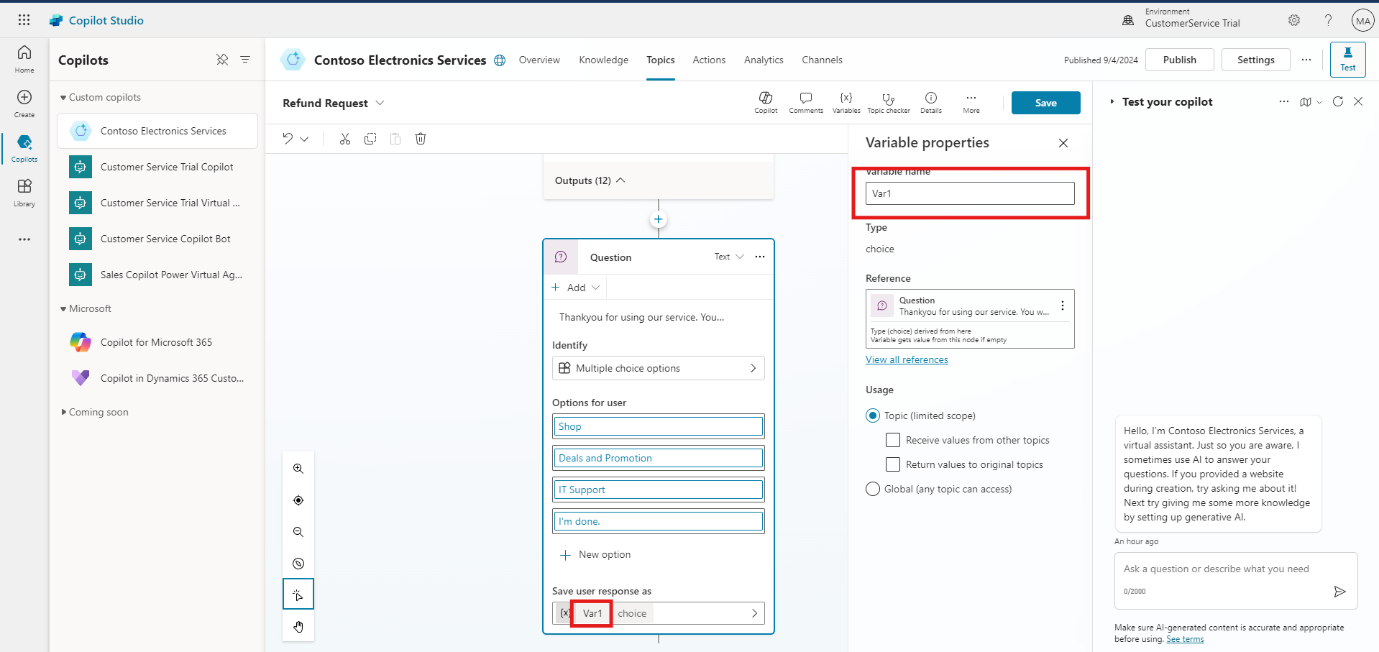 Copilot Studio
Environment
CustomerService Trial
?
MA
Home
Create
Copilots
Library
Copilots
Custom copilots
Contoso Electronics Services
Customer Service Trial Copilot
Customer Service Trial Virtual ...
Customer Service Copilot Bot
Sales Copilot Power Virtual Ag...
Microsoft
Copilot for Microsoft 365
Copilot in Dynamics 365 Custo...
Coming soon
Contoso Electronics Services
Overview
Knowledge
Topics
Actions
Analytics
Channels
Published 9/4/2024
Publish
Settings
...
Test
Refund Request
Copilot
Comments
{x}
Variables
Topic checker
Details
More
Save
Outputs (12)
Question
Text
...
+ Add
Thankyou for using our service. You...
Identify
Multiple choice options
Options for user
Shop
Deals and Promotion
IT Support
I'm done.
+ New option
Save user response as
{x} Var1 choice
Variable properties
Variable name
Var1
Type
choice
Reference
Question
Thankyou for using our service. You w...
Type (choice) derived from here
Variable gets value from this node if empty
View all references
Usage
Topic (limited scope)
Receive values from other topics
Return values to original topics
Global (any topic can access)
Test your copilot
...
Hello, I'm Contoso Electronics Services, a
virtual assistant. Just so you are aware, I
sometimes use AI to answer your
questions. If you provided a website
during creation, try asking me about it!
Next try giving me some more knowledge
by setting up generative AI.
An hour ago
Ask a question or describe what you need
0/2000
Make sure AI-generated content is accurate and appropriate
before using. See terms